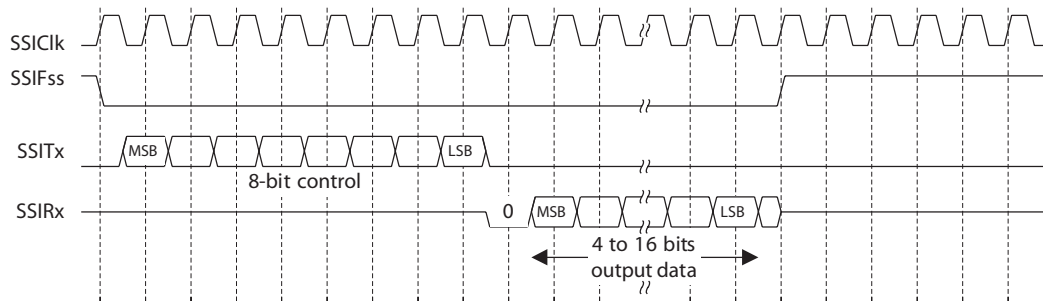 SSIClk
SSIFss
SSITx
MSB
LSB
8-bit control
SSIRx
0
MSB
LSB
4 to 16 bits
output data